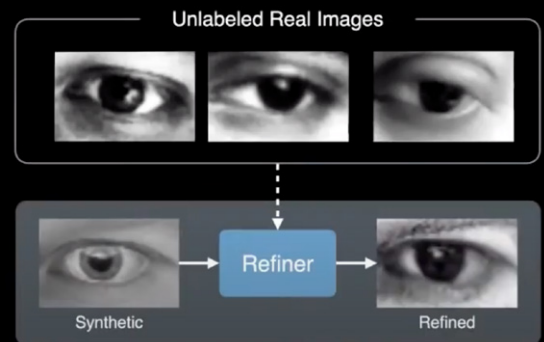 Unlabeled Real Images
Refiner
Synthetic
Refined